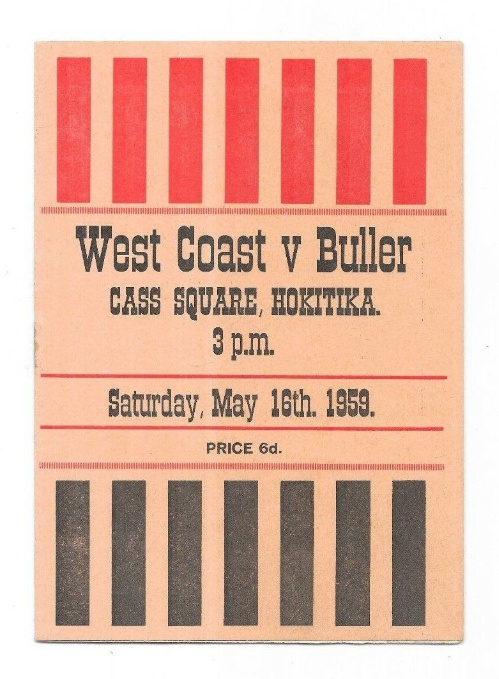 West Coast v Buller
CASS SQUARE, HOKITIKA.
3 p.m.
Saturday, May 16th. 1959.
PRICE 6d.